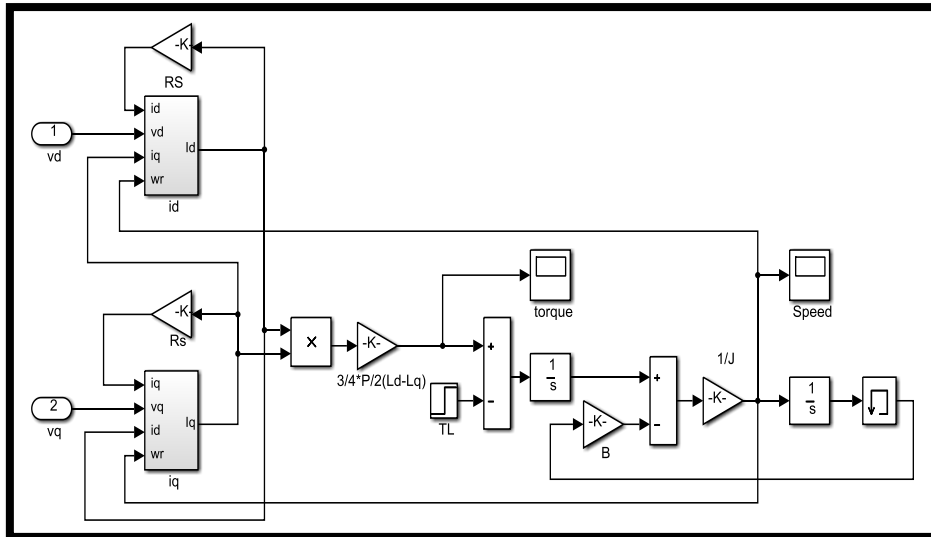 -K-
RS
id
vd
iq
wr
Id
id
1
vd
-K-
Rs
iq
vq
id
wr
Iq
iq
2
vq
×
-K-
3/4*P/2(Ld-Lq)
torque
+
-
TL
1
s
-K-
B
+
-
1/J
-K-
Speed
1
s